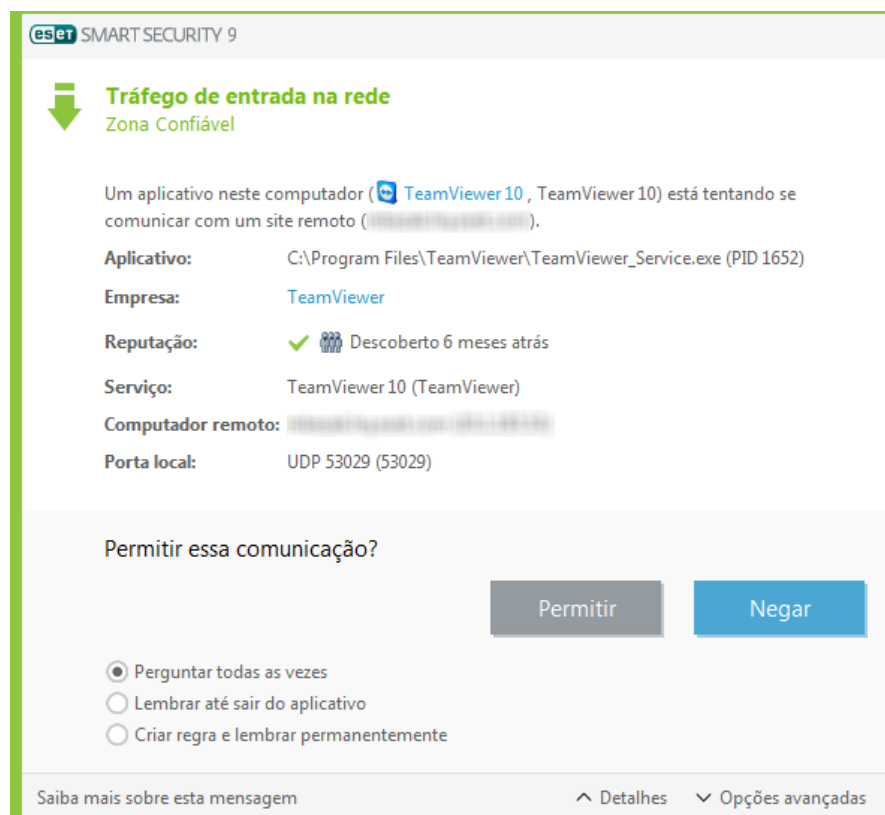 eset SMART SECURITY 9
Tráfego de entrada na rede
Zona Confiável
Um aplicativo neste computador ( TeamViewer 10 , TeamViewer 10) está tentando se
comunicar com um site remoto ( ).
Aplicativo: C:\Program Files\TeamViewer\TeamViewer_Service.exe (PID 1652)
Empresa: TeamViewer
Reputação: Descoberto 6 meses atrás
Serviço: TeamViewer 10 (TeamViewer)
Computador remoto:
Porta local: UDP 53029 (53029)
Permitir essa comunicação?
Permitir Negar
Perguntar todas as vezes
Lembrar até sair do aplicativo
Criar regra e lembrar permanentemente
Saiba mais sobre esta mensagem Detalhes Opções avançadas